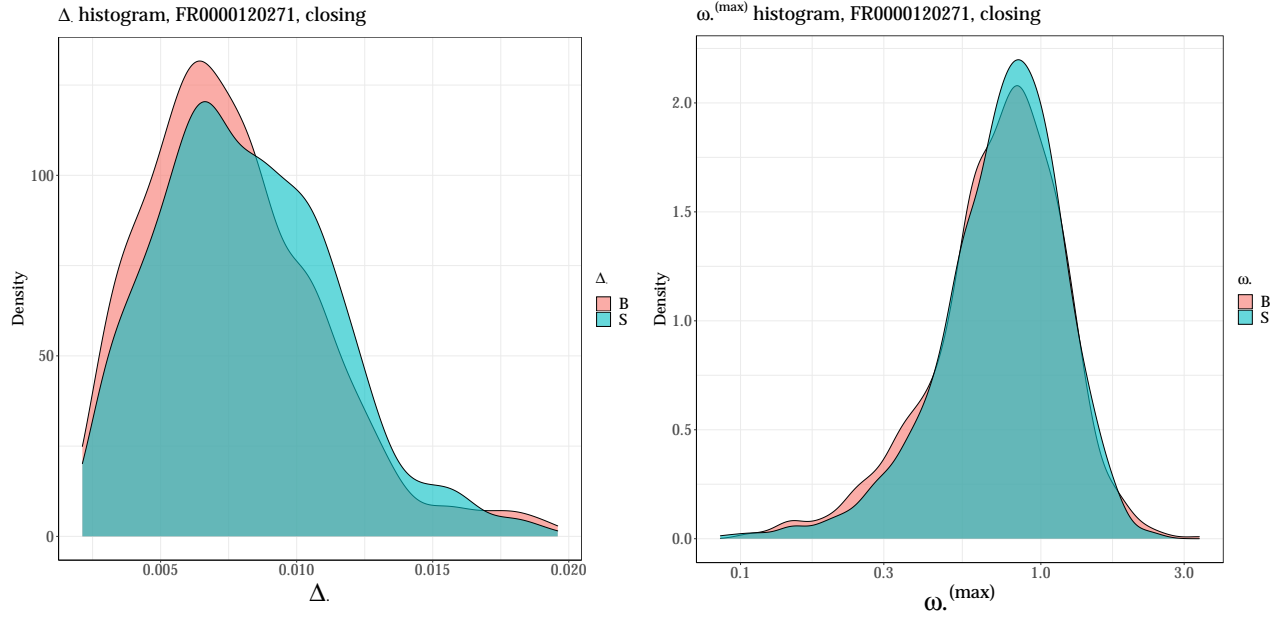 Δ. histogram, FR0000120271, closing
100
50
0
Density
0.005 0.010 0.015 0.020
Δ.
Δ.
B
S
ω.(max) histogram, FR0000120271, closing
2.0
1.5
1.0
0.5
0.0
Density
0.1 0.3 1.0 3.0
ω.(max)
ω.
B
S